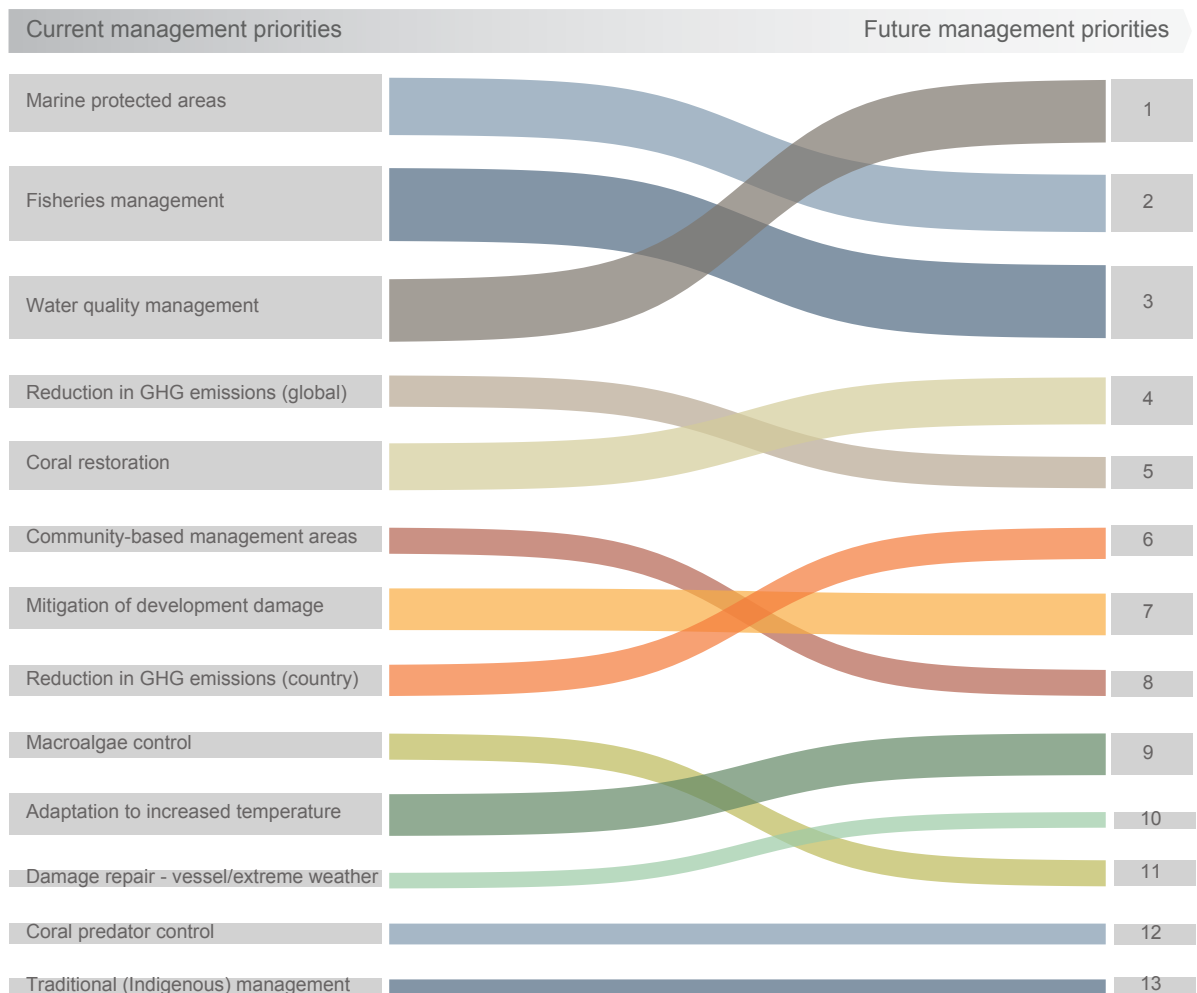 Current management priorities
Future management priorities
Marine protected areas
1
Fisheries management
2
Water quality management
3
Reduction in GHG emissions (global)
4
Coral restoration
5
Community-based management areas
6
Mitigation of development damage
7
Reduction in GHG emissions (country)
8
Macroalgae control
9
Adaptation to increased temperature
10
Damage repair - vessel/extreme weather
11
Coral predator control
12
Traditional (Indigenous) management
13